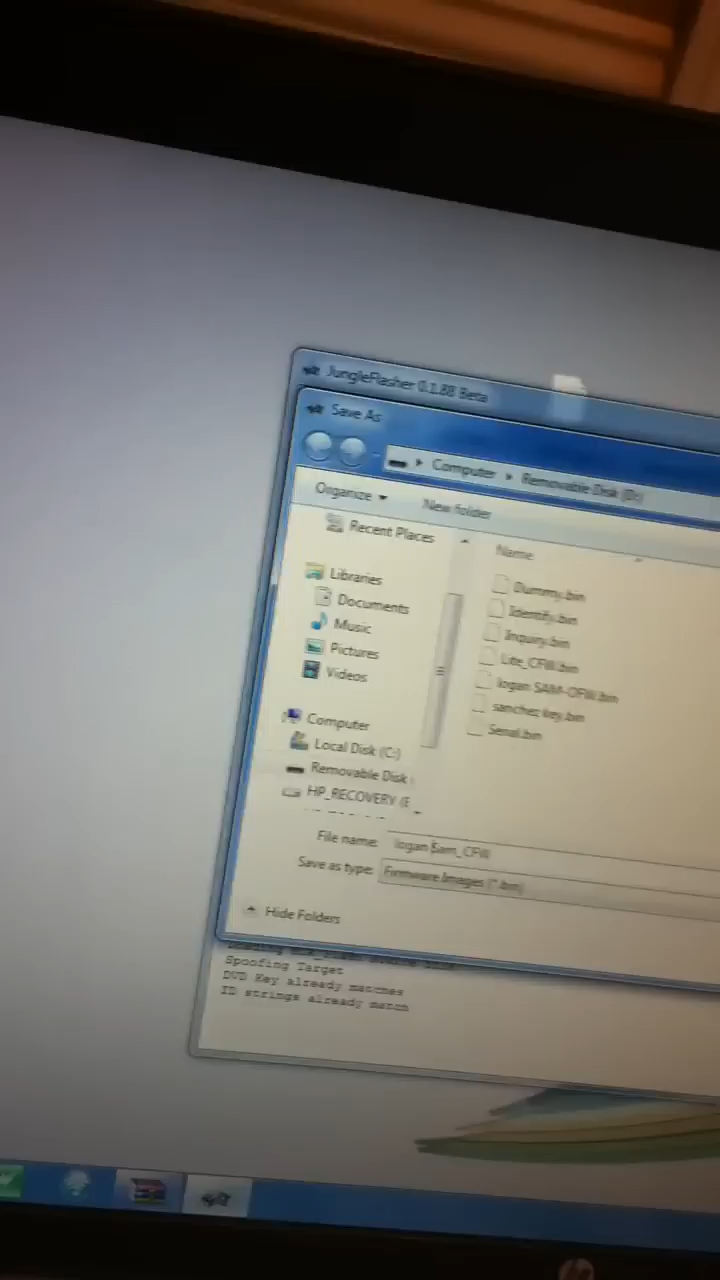 JungleFlasher 0.1.88 Beta
Save As
Computer
Removable Disk (D:)
Organize
New folder
Recent Places
Libraries
Documents
Music
Pictures
Videos
Computer
Local Disk (C:)
Removable Disk
HP_RECOVERY (E
Name
Dummy.bin
Identify.bin
Inquiry.bin
Lite_CFW.bin
logan SAM-OFW.bin
sanchez key.bin
Serial.bin
File name: logan Sam_CFW
Save as type: Firmware Images (*.bin)
Hide Folders
Spoofing Target
DVD Key already matches
ID strings already match
hp